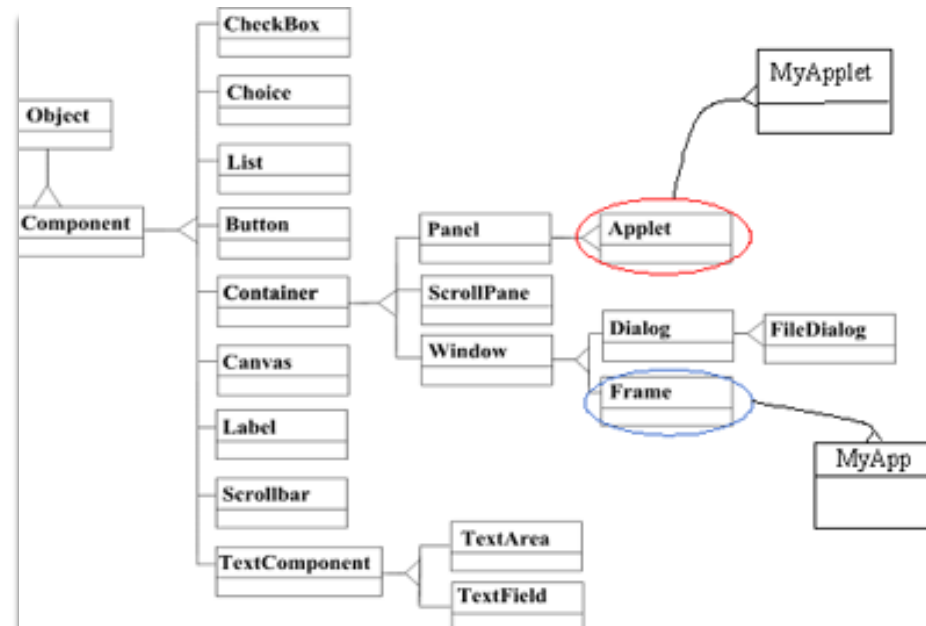 Object
Component
CheckBox
Choice
List
Button
Container
Canvas
Label
Scrollbar
TextComponent
Panel
ScrollPane
Window
TextArea
TextField
Applet
Dialog
Frame
MyApplet
FileDialog
MyApp